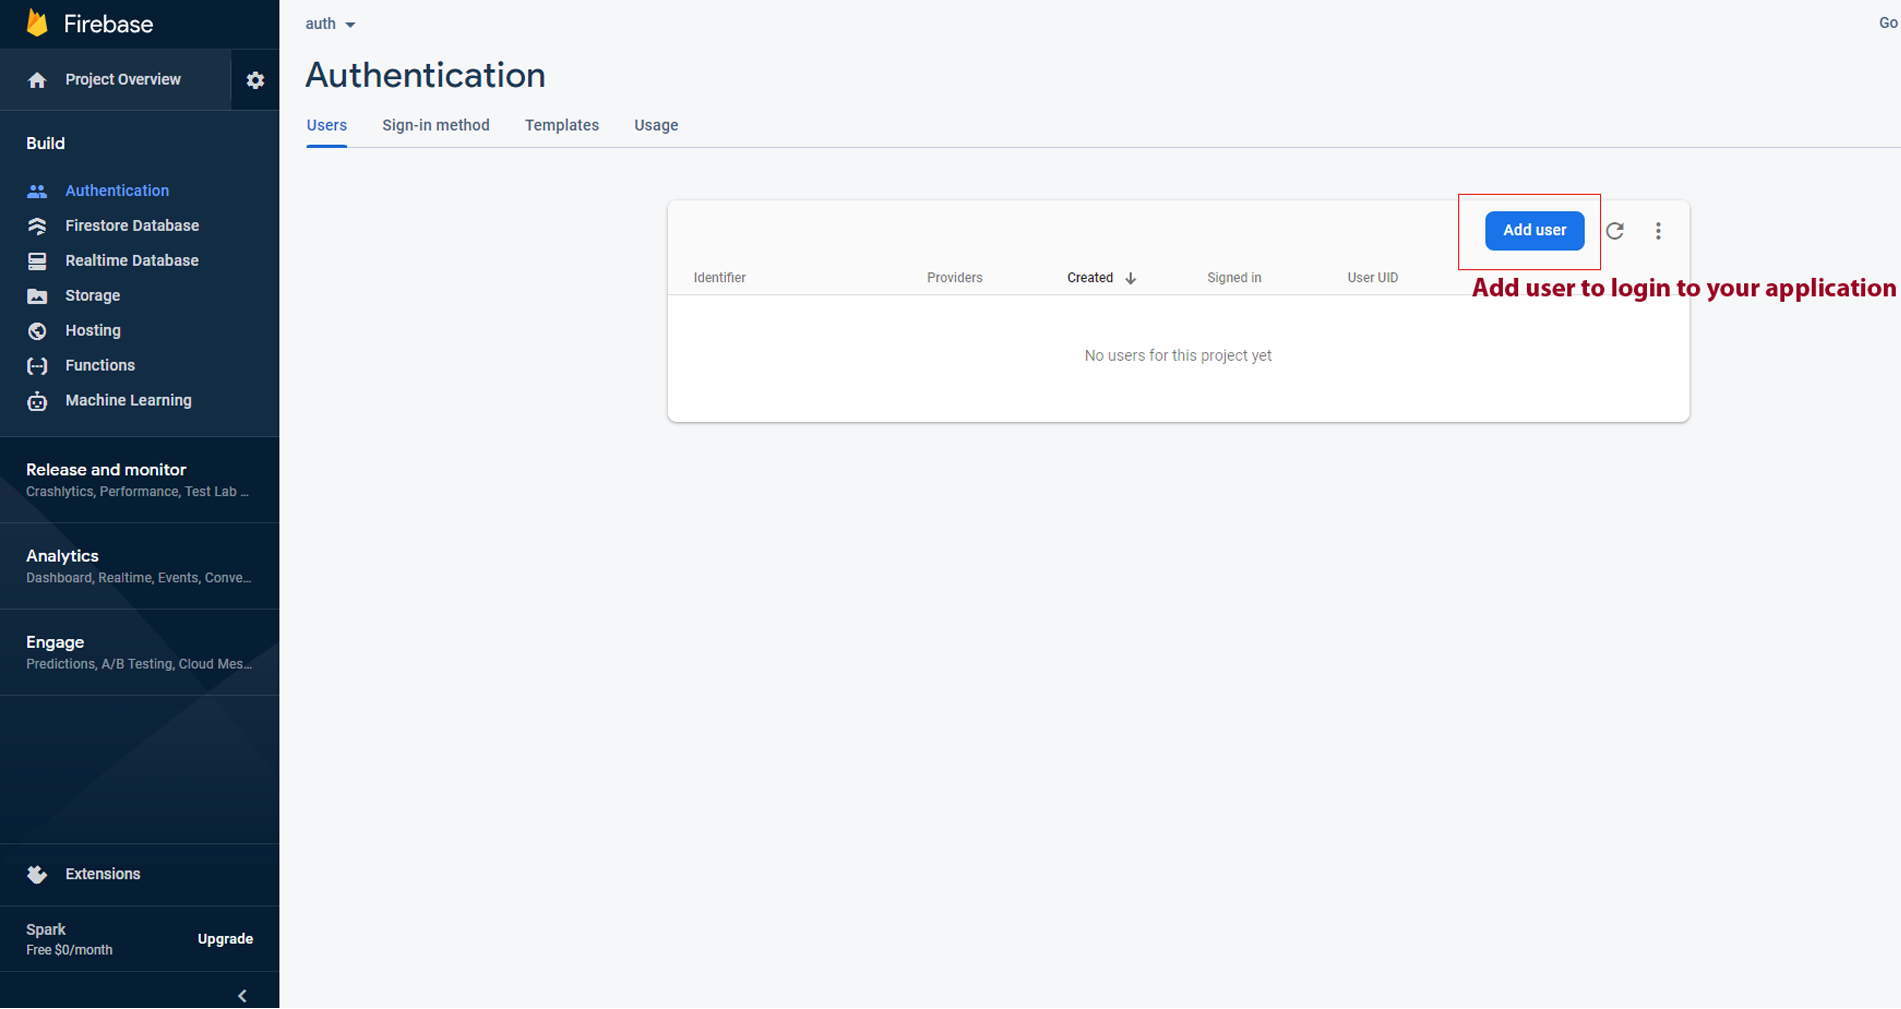 Firebase
Project Overview
Build
Authentication
Firestore Database
Realtime Database
Storage
Hosting
Functions
Machine Learning
Release and monitor
Crashlytics, Performance, Test Lab ...
Analytics
Dashboard, Realtime, Events, Conve...
Engage
Predictions, A/B Testing, Cloud Mes...
Extensions
Spark
Free $0/month
Upgrade
auth
Go
Authentication
Users Sign-in method Templates Usage
Add user
Identifier Providers Created Signed in User UID
Add user to login to your application
No users for this project yet